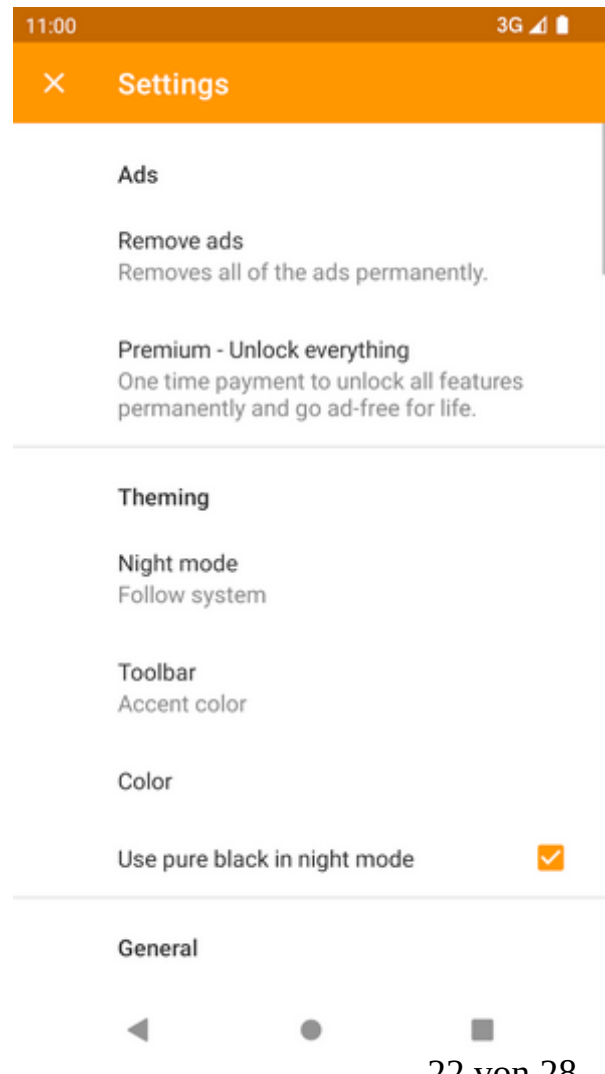 11:00 3G
Settings
Ads
Remove ads
Removes all of the ads permanently.
Premium - Unlock everything
One time payment to unlock all features
permanently and go ad-free for life.
Theming
Night mode
Follow system
Toolbar
Accent color
Color
Use pure black in night mode
General
22 von 28